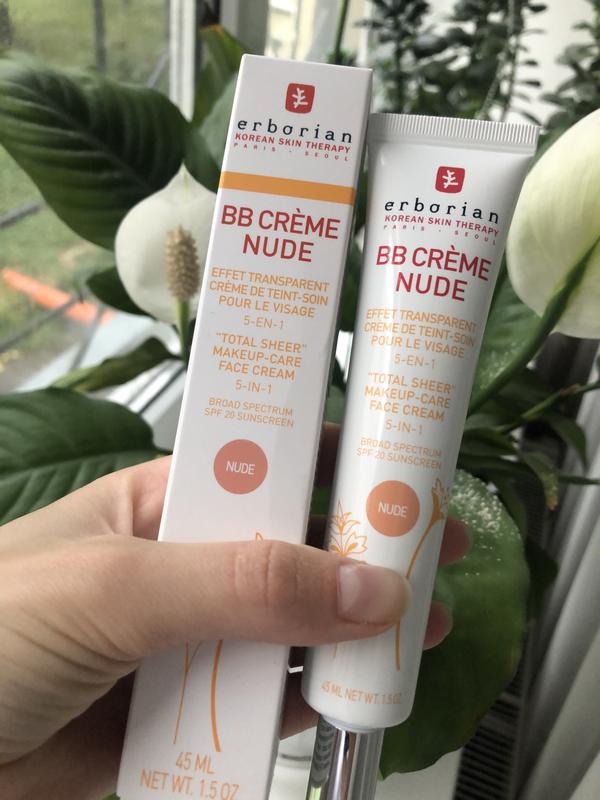 erborian
KOREAN SKIN THERAPY
PARIS - SEOUL
BB CRÈME
NUDE
EFFET TRANSPARENT
CRÈME DE TEINT-SOIN
POUR LE VISAGE
5-EN-1
"TOTAL SHEER"
MAKEUP-CARE
FACE CREAM
5-IN-1
BROAD SPECTRUM
SPF 20 SUNSCREEN
NUDE
45 ML
NET WT. 1.5 OZ
erborian
KOREAN SKIN THERAPY
PARIS - SEOUL
BB CRÈME
NUDE
EFFET TRANSPARENT
CRÈME DE TEINT-SOIN
POUR LE VISAGE
5-EN-1
"TOTAL SHEER"
MAKEUP-CARE
FACE CREAM
5-IN-1
BROAD SPECTRUM
SPF 20 SUNSCREEN
NUDE
45 ML NET WT. 1.5 OZ